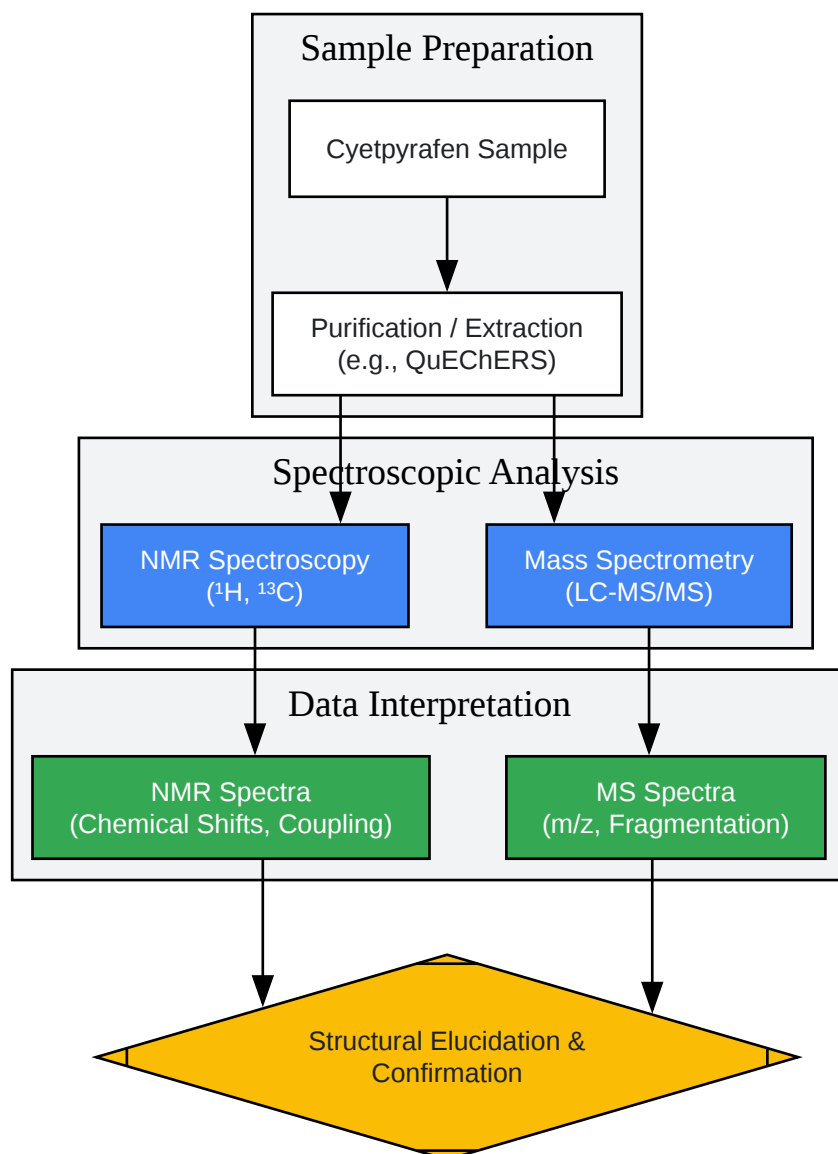 Sample Preparation
Cyetpyrafen Sample
Purification / Extraction
(e.g., QuEChERS)
Spectroscopic Analysis
NMR Spectroscopy
(¹H, ¹³C)
Mass Spectrometry
(LC-MS/MS)
Data Interpretation
NMR Spectra
(Chemical Shifts, Coupling)
MS Spectra
(m/z, Fragmentation)
Structural Elucidation &
Confirmation